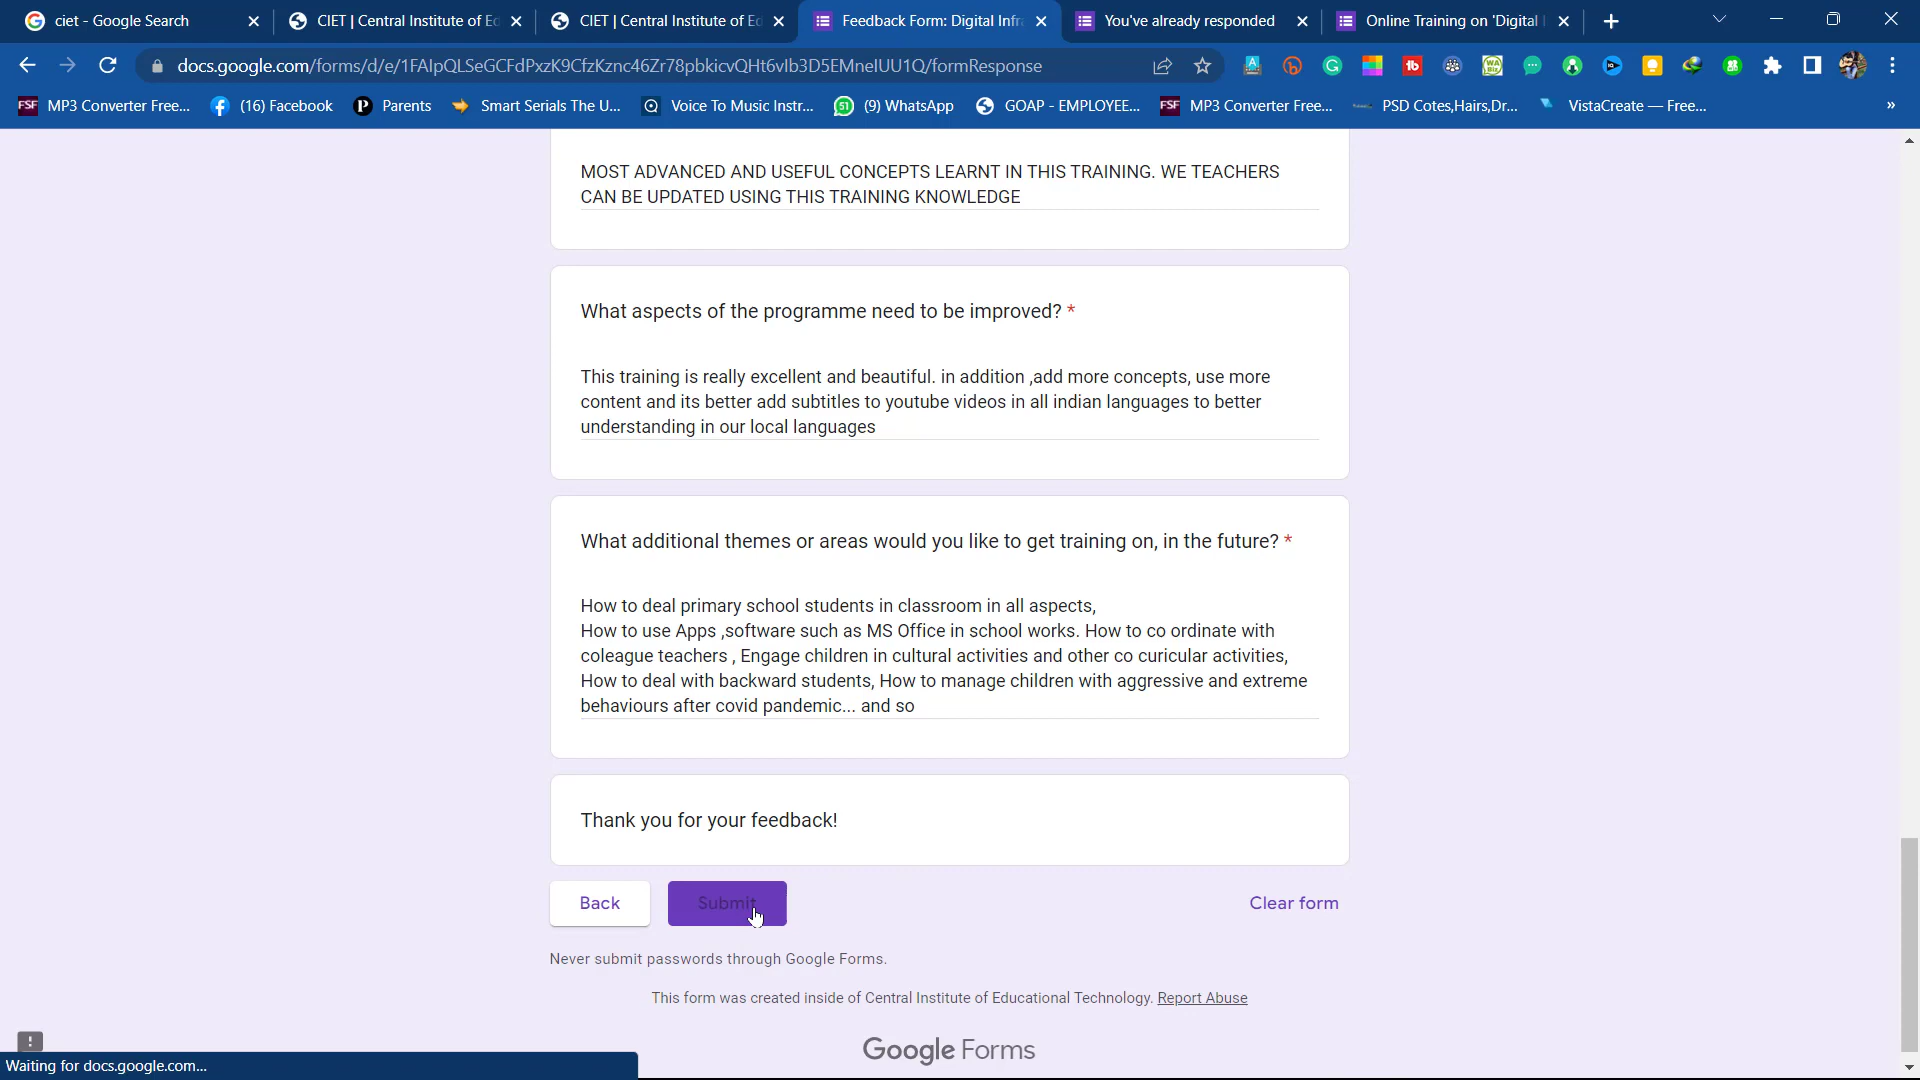 ciet - Google Search
CIET | Central Institute of Ed
CIET | Central Institute of Ed
Feedback Form: Digital Infr
You've already responded
Online Training on 'Digital I
docs.google.com/forms/d/e/1FAIpQLSeGCFdPxzK9CfzKznc46Zr78pbkicvQHt6vIb3D5EMneIUU1Q/formResponse
MP3 Converter Free...
(16) Facebook
Parents
Smart Serials The U...
Voice To Music Instr...
(9) WhatsApp
GOAP - EMPLOYEE...
MP3 Converter Free...
PSD Cotes,Hairs,Dr...
VistaCreate — Free...
MOST ADVANCED AND USEFUL CONCEPTS LEARNT IN THIS TRAINING. WE TEACHERS
CAN BE UPDATED USING THIS TRAINING KNOWLEDGE
What aspects of the programme need to be improved? *
This training is really excellent and beautiful. in addition ,add more concepts, use more
content and its better add subtitles to youtube videos in all indian languages to better
understanding in our local languages
What additional themes or areas would you like to get training on, in the future? *
How to deal primary school students in classroom in all aspects,
How to use Apps ,software such as MS Office in school works. How to co ordinate with
coleague teachers , Engage children in cultural activities and other co curicular activities,
How to deal with backward students, How to manage children with aggressive and extreme
behaviours after covid pandemic... and so
Thank you for your feedback!
Back
Submit
Clear form
Never submit passwords through Google Forms.
This form was created inside of Central Institute of Educational Technology. Report Abuse
Google Forms
Waiting for docs.google.com...